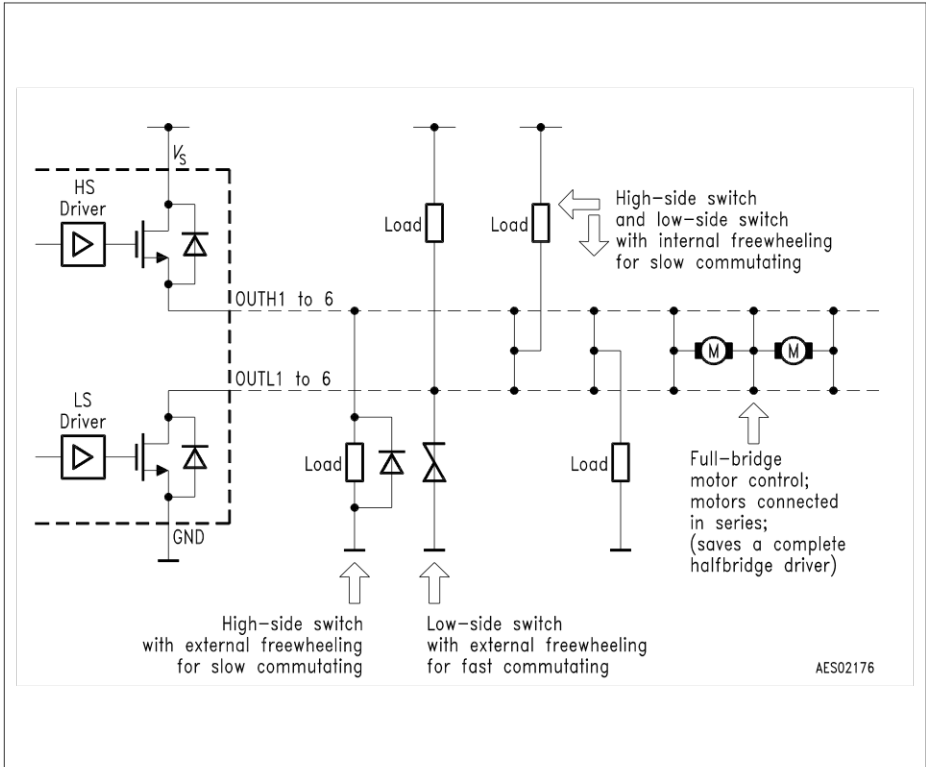 V_S
HS
Driver
Load
Load
High-side switch
and low-side switch
with internal freewheeling
for slow commutating
OUTH1 to 6
M
M
OUTL1 to 6
LS
Driver
Load
Load
GND
Full-bridge
motor control;
motors connected
in series;
(saves a complete
halfbridge driver)
High-side switch
with external freewheeling
for slow commutating
Low-side switch
with external freewheeling
for fast commutating
AES02176